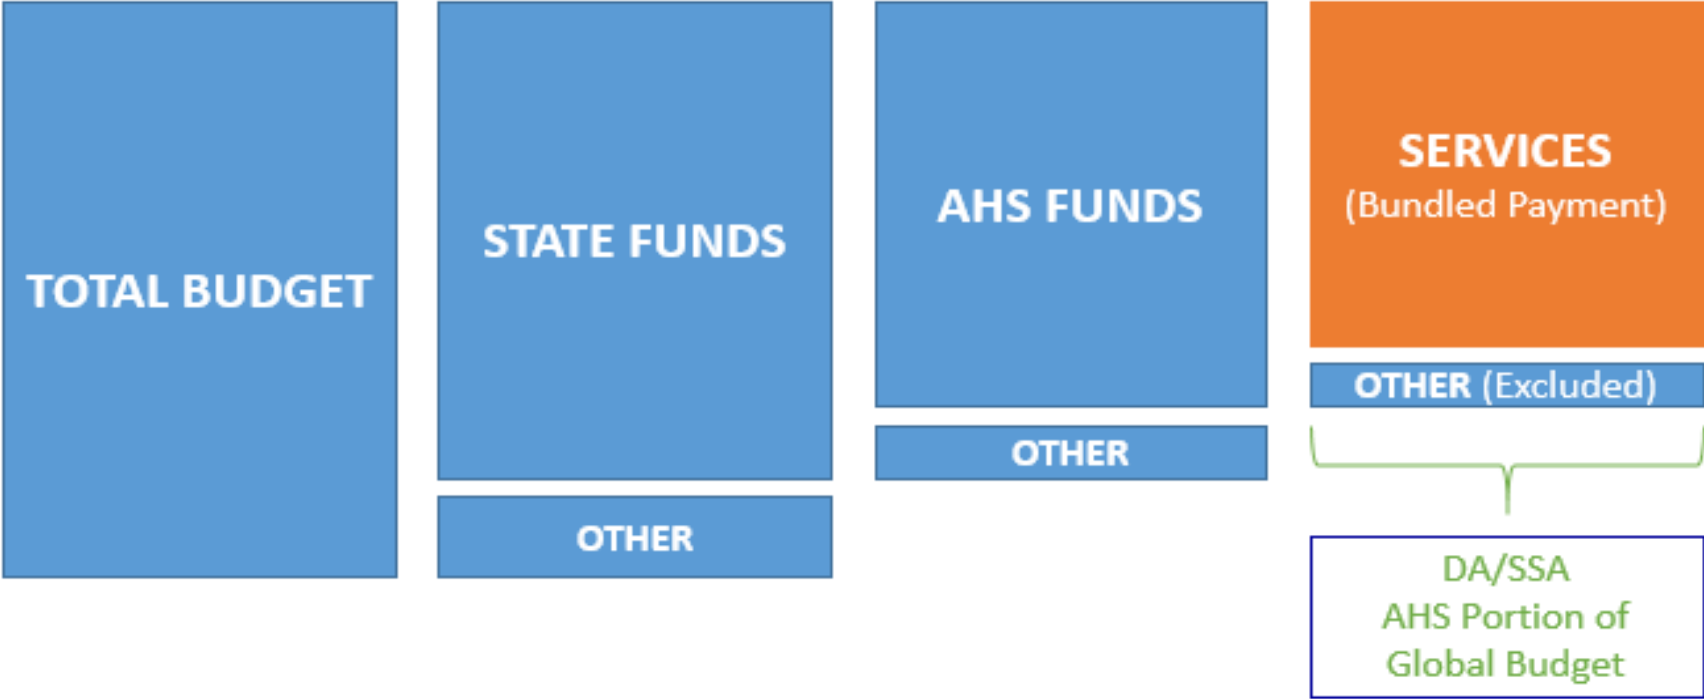 TOTAL BUDGET
STATE FUNDS
OTHER
AHS FUNDS
OTHER
SERVICES
(Bundled Payment)
OTHER (Excluded)
DA/SSA
AHS Portion of
Global Budget